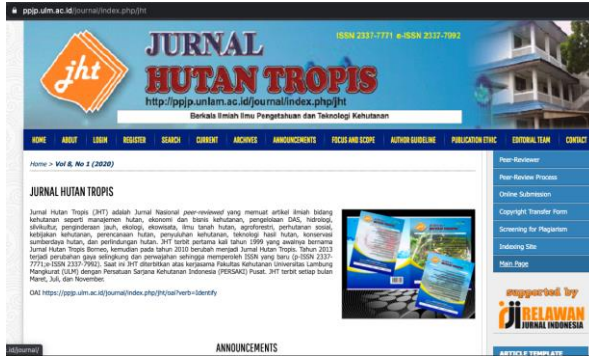 ppjp.ulm.ac.id/journal/index.php/jht
jht
JURNAL
HUTAN TROPIS
ISSN 2337-7771 e-ISSN 2337-7992
http://ppjp.unlam.ac.id/journal/index.php/jht
Berkala Ilmiah Ilmu Pengetahuan dan Teknologi Kehutanan
HOME ABOUT LOGIN REGISTER SEARCH CURRENT ARCHIVES ANNOUNCEMENTS FOCUS AND SCOPE AUTHOR GUIDELINE PUBLICATION ETHIC EDITORIAL TEAM CONTACT
Home > Vol 8, No 1 (2020)
JURNAL HUTAN TROPIS
Jurnal Hutan Tropis (JHT) adalah Jurnal Nasional peer-reviewed yang memuat artikel ilmiah bidang
kehutanan seperti manajemen hutan, ekonomi dan bisnis kehutanan, pengelolaan DAS, hidrologi,
silvikultur, penginderaan jauh, ekologi, ekowisata, ilmu tanah hutan, agroforestri, perhutanan sosial,
kebijakan kehutanan, perencanaan hutan, penyuluhan kehutanan, teknologi hasil hutan, konservasi
sumberdaya hutan, dan perlindungan hutan. JHT terbit pertama kali tahun 1999 yang awalnya bernama
Jurnal Hutan Tropis Borneo, kemudian pada tahun 2010 berubah menjadi Jurnal Hutan Tropis. Tahun 2013
terjadi perubahan gaya selingkung dan perwajahan sehingga memperoleh ISSN yang baru (p-ISSN 2337-
7771;e-ISSN 2337-7992). Saat ini JHT diterbitkan atas kerjasama Fakultas Kehutanan Universitas Lambung
Mangkurat (ULM) dengan Persatuan Sarjana Kehutanan Indonesia (PERSAKI) Pusat. JHT terbit setiap bulan
Maret, Juli, dan November.
OAI https://ppjp.ulm.ac.id/journal/index.php/jht/oai?verb=Identify
ANNOUNCEMENTS
.id/journal/
Peer-Reviewer
Peer-Review Process
Online Submission
Copyright Transfer Form
Screening for Plagiarism
Indexing Site
Main Page
supported by
RELAWAN
JURNAL INDONESIA
ARTICLE TEMPLATE